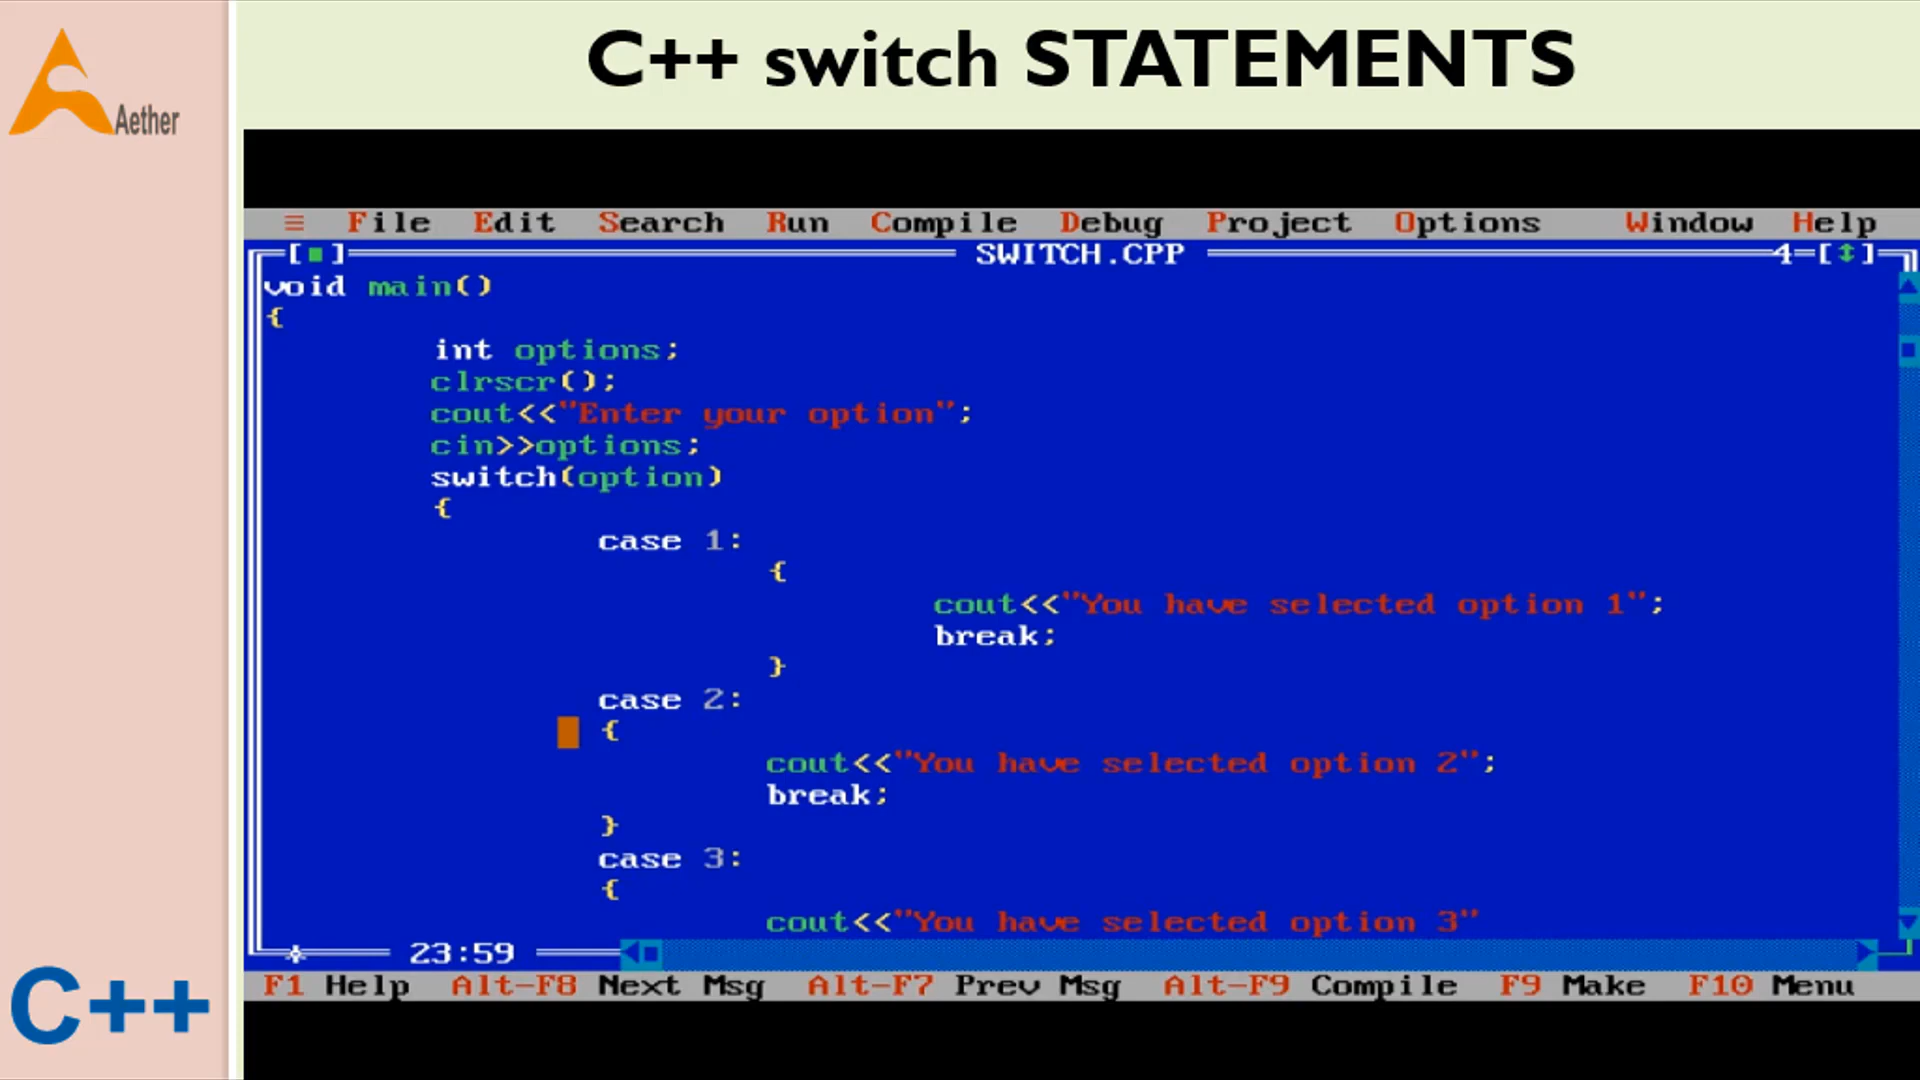 C++ switch STATEMENTS
Aether
≡ File Edit Search Run Compile Debug Project Options Window Help
[■] SWITCH.CPP 4=[↕]
void main()
{
int options;
clrscr();
cout<<"Enter your option";
cin>>options;
switch(option)
{
case 1:
{
cout<<"You have selected option 1";
break;
}
case 2:
{
cout<<"You have selected option 2";
break;
}
case 3:
{
cout<<"You have selected option 3"
23:59
F1 Help Alt-F8 Next Msg Alt-F7 Prev Msg Alt-F9 Compile F9 Make F10 Menu
C++